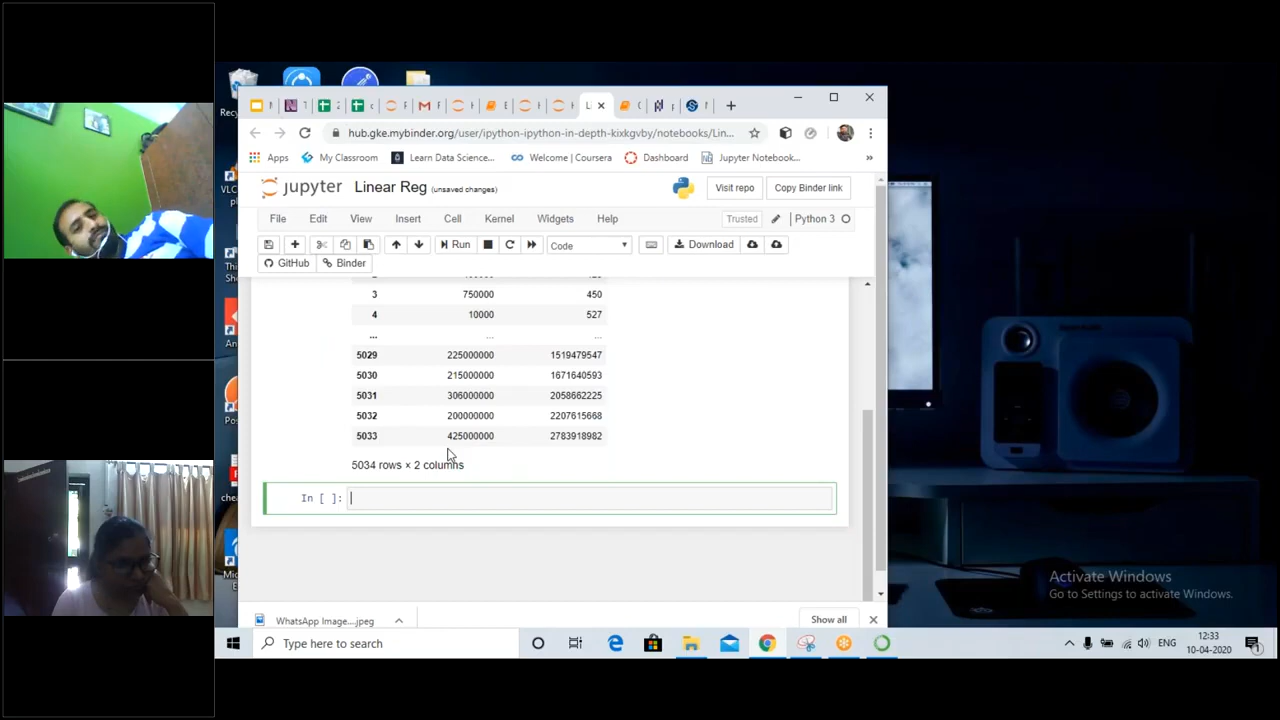 Recy
hub.gke.mybinder.org/user/ipython-ipython-in-depth-kixkgvby/notebooks/Lin...
Apps My Classroom Learn Data Science... Welcome | Coursera Dashboard Jupyter Notebook... »
VLC
jupyter Linear Reg (unsaved changes) Visit repo Copy Binder link
File Edit View Insert Cell Kernel Widgets Help Trusted Python 3
Run Code Download
GitHub Binder
3 750000 450
4 10000 527
... ... ...
5029 225000000 1519479547
5030 215000000 1671640593
5031 306000000 2058662225
5032 200000000 2207615668
5033 425000000 2783918982
5034 rows × 2 columns
In [ ]:
Activate Windows
Go to Settings to activate Windows.
WhatsApp Image....jpeg Show all
Type here to search
ENG 12:33
10-04-2020